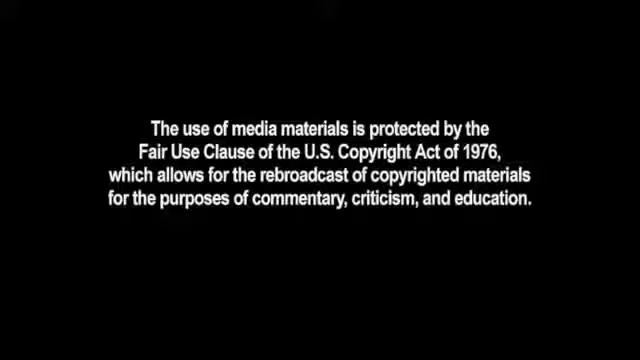 The use of media materials is protected by the
Fair Use Clause of the U.S. Copyright Act of 1976,
which allows for the rebroadcast of copyrighted materials
for the purposes of commentary, criticism, and education.